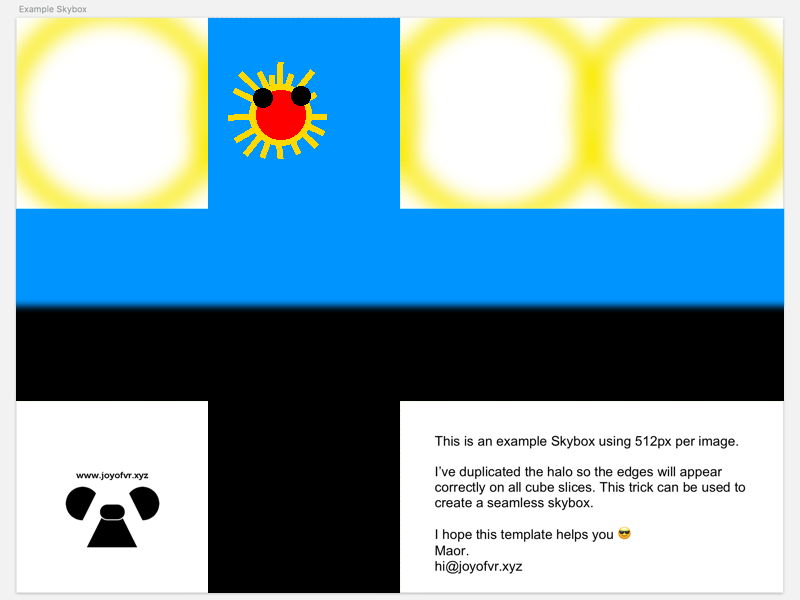 Example Skybox
www.joyofvr.xyz
This is an example Skybox using 512px per image.
I've duplicated the halo so the edges will appear
correctly on all cube slices. This trick can be used to
create a seamless skybox.
I hope this template helps you 😎
Maor.
hi@joyofvr.xyz